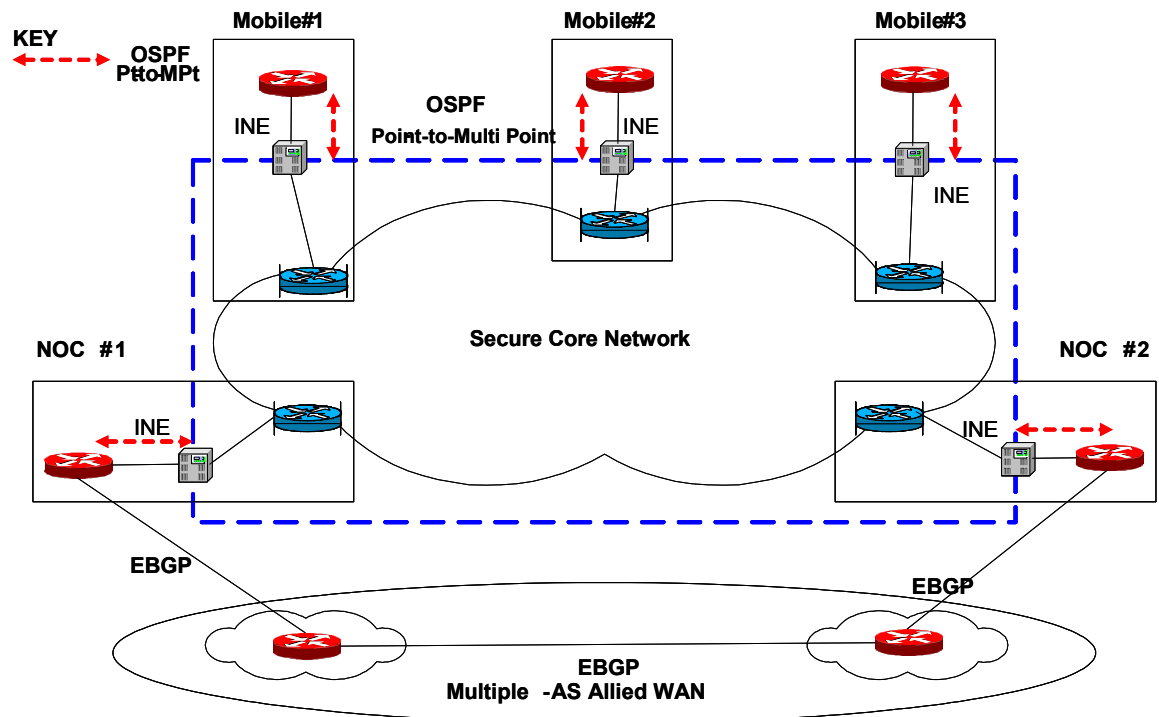 Mobile#1
Mobile#2
Mobile#3
KEY
OSPF
PttoMPt
OSPF
Point-to-Multi Point
INE
INE
INE
Secure Core Network
NOC #1
NOC #2
INE
INE
EBGP
EBGP
EBGP
Multiple -AS Allied WAN